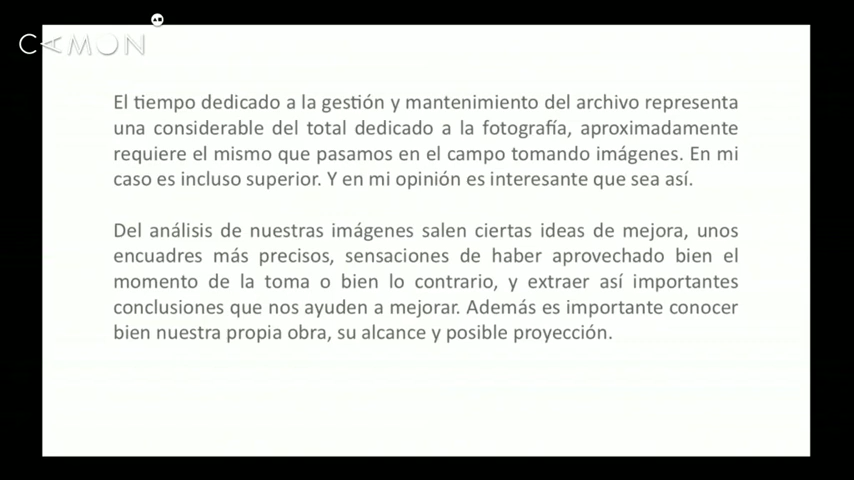 CAMON
El tiempo dedicado a la gestión y mantenimiento del archivo representa
una considerable del total dedicado a la fotografía, aproximadamente
requiere el mismo que pasamos en el campo tomando imágenes. En mi
caso es incluso superior. Y en mi opinión es interesante que sea así.
Del análisis de nuestras imágenes salen ciertas ideas de mejora, unos
encuadres más precisos, sensaciones de haber aprovechado bien el
momento de la toma o bien lo contrario, y extraer así importantes
conclusiones que nos ayuden a mejorar. Además es importante conocer
bien nuestra propia obra, su alcance y posible proyección.